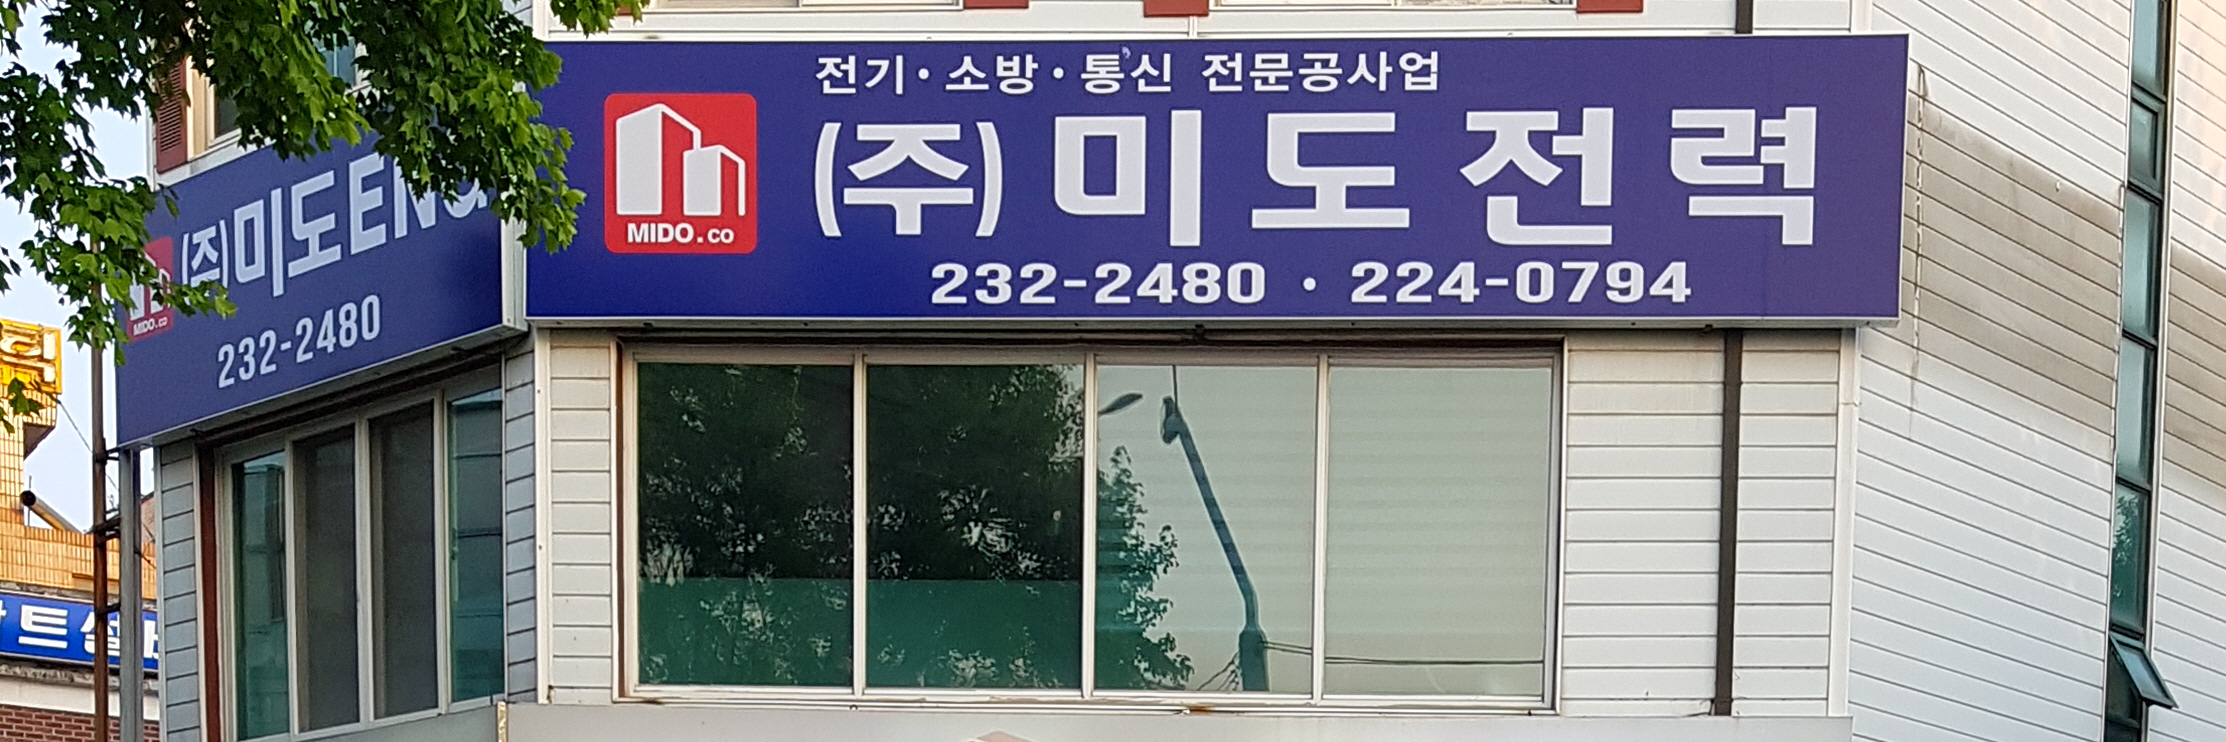 (주)미도ENG
MIDO.co
232-2480
전기·소방·통신 전문공사업
(주)미도전력
MIDO.co
232-2480 · 224-0794